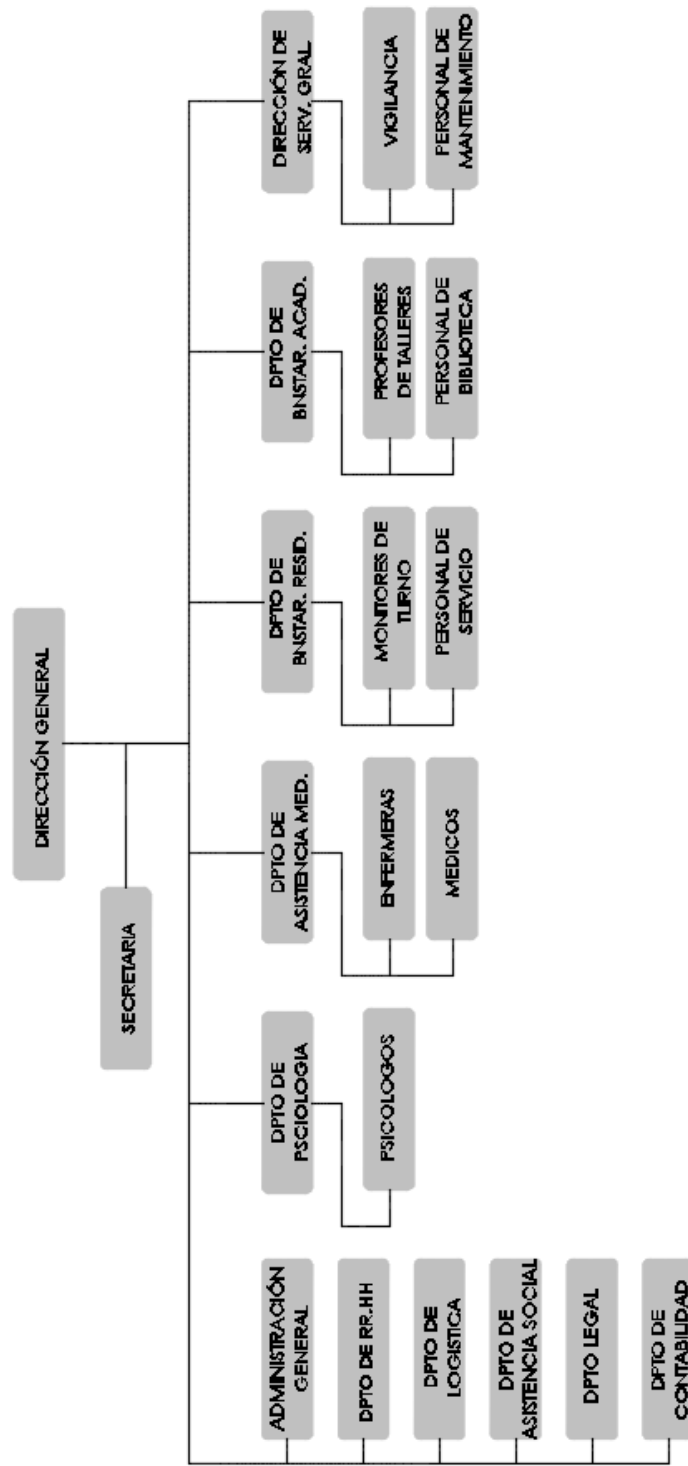 DIRECCIÓN GENERAL
SECRETARIA
ADMINISTRACIÓN
GENERAL
DPTO DE RR.HH
DPTO DE
LOGISTICA
DPTO DE
ASISTENCIA SOCIAL
DPTO LEGAL
DPTO DE
CONTABILIDAD
DPTO DE
PSCIOLOGIA
PSICOLOGOS
DPTO DE
ASISTENCIA MED.
ENFERMERAS
MEDICOS
DPTO DE
BNSTAR. RESID.
MONITORES DE
TURNO
PERSONAL DE
SERVICIO
DPTO DE
BNSTAR. ACAD.
PROFESORES
DE TALLERES
PERSONAL DE
BIBLIOTECA
DIRECCIÓN DE
SERV. GRAL
VIGILANCIA
PERSONAL DE
MANTENIMIENTO